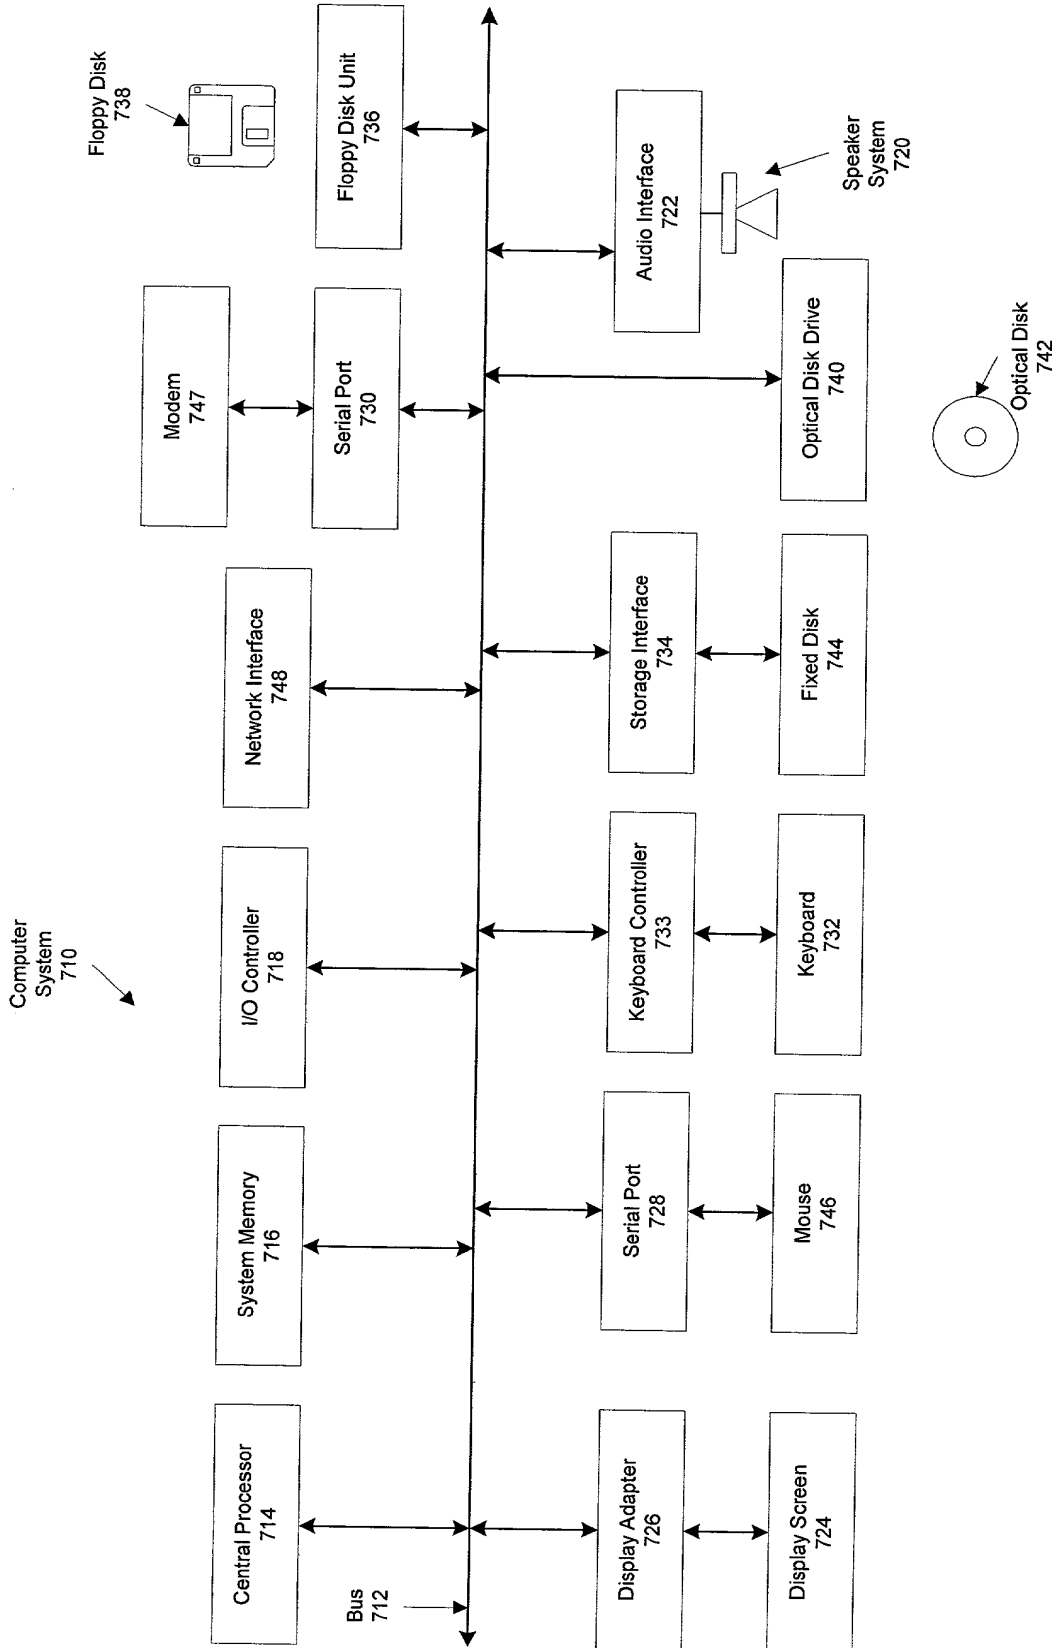 Computer
System
710
Central Processor
714
System Memory
716
I/O Controller
718
Network Interface
748
Modem
747
Serial Port
730
Floppy Disk
738
Floppy Disk Unit
736
Bus
712
Display Adapter
726
Display Screen
724
Serial Port
728
Mouse
746
Keyboard Controller
733
Keyboard
732
Storage Interface
734
Fixed Disk
744
Optical Disk Drive
740
Optical Disk
742
Audio Interface
722
Speaker
System
720